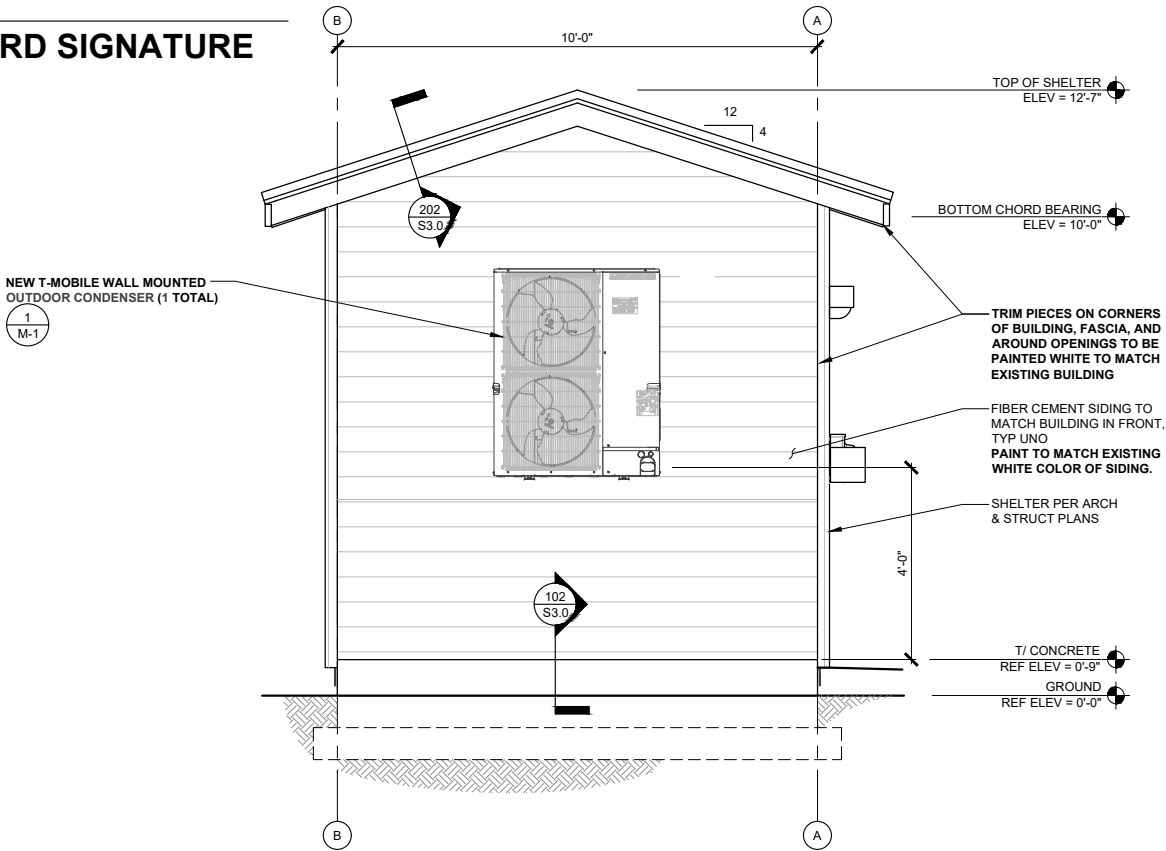 RD SIGNATURE
B
A
10'-0"
12
4
TOP OF SHELTER
ELEV = 12'-7"
202
S3.0
BOTTOM CHORD BEARING
ELEV = 10'-0"
NEW T-MOBILE WALL MOUNTED
OUTDOOR CONDENSER (1 TOTAL)
1
M-1
TRIM PIECES ON CORNERS
OF BUILDING, FASCIA, AND
AROUND OPENINGS TO BE
PAINTED WHITE TO MATCH
EXISTING BUILDING
FIBER CEMENT SIDING TO
MATCH BUILDING IN FRONT,
TYP UNO
PAINT TO MATCH EXISTING
WHITE COLOR OF SIDING.
SHELTER PER ARCH
& STRUCT PLANS
4'-0"
102
S3.0
T/ CONCRETE
REF ELEV = 0'-9"
GROUND
REF ELEV = 0'-0"
B
A